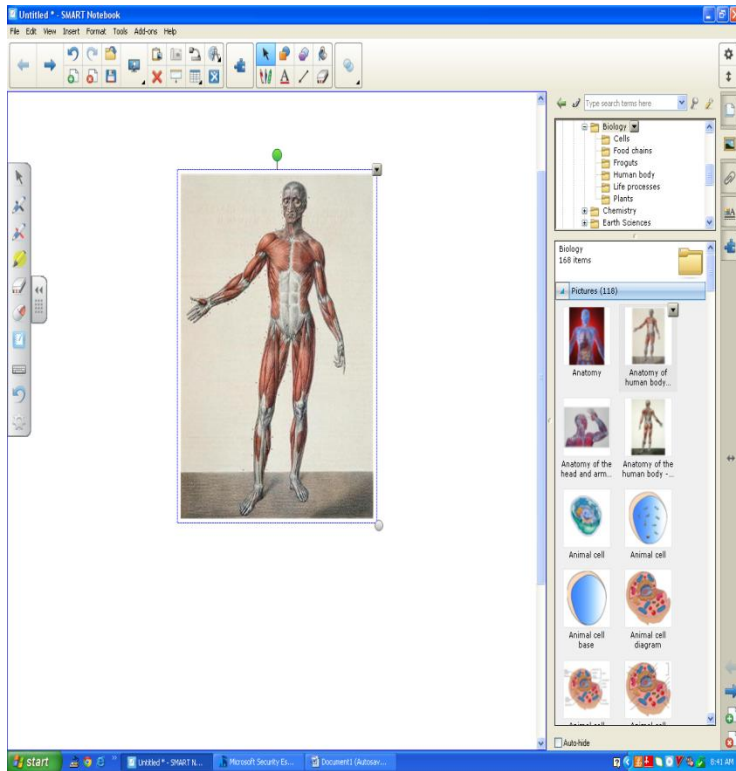 Untitled * - SMART Notebook
File Edit View Insert Format Tools Add-ons Help
Type search terms here
Biology
Cells
Food chains
Froguts
Human body
Life processes
Plants
Chemistry
Earth Sciences
Biology
168 items
Pictures (118)
Anatomy
Anatomy of
human body...
Anatomy of the
head and arm...
Anatomy of the
human body -...
Animal cell
Animal cell
Animal cell
base
Animal cell
diagram
Auto-hide
start
Untitled * - SMART N...
Microsoft Security Es...
Document1 (Autosav...
8:41 AM